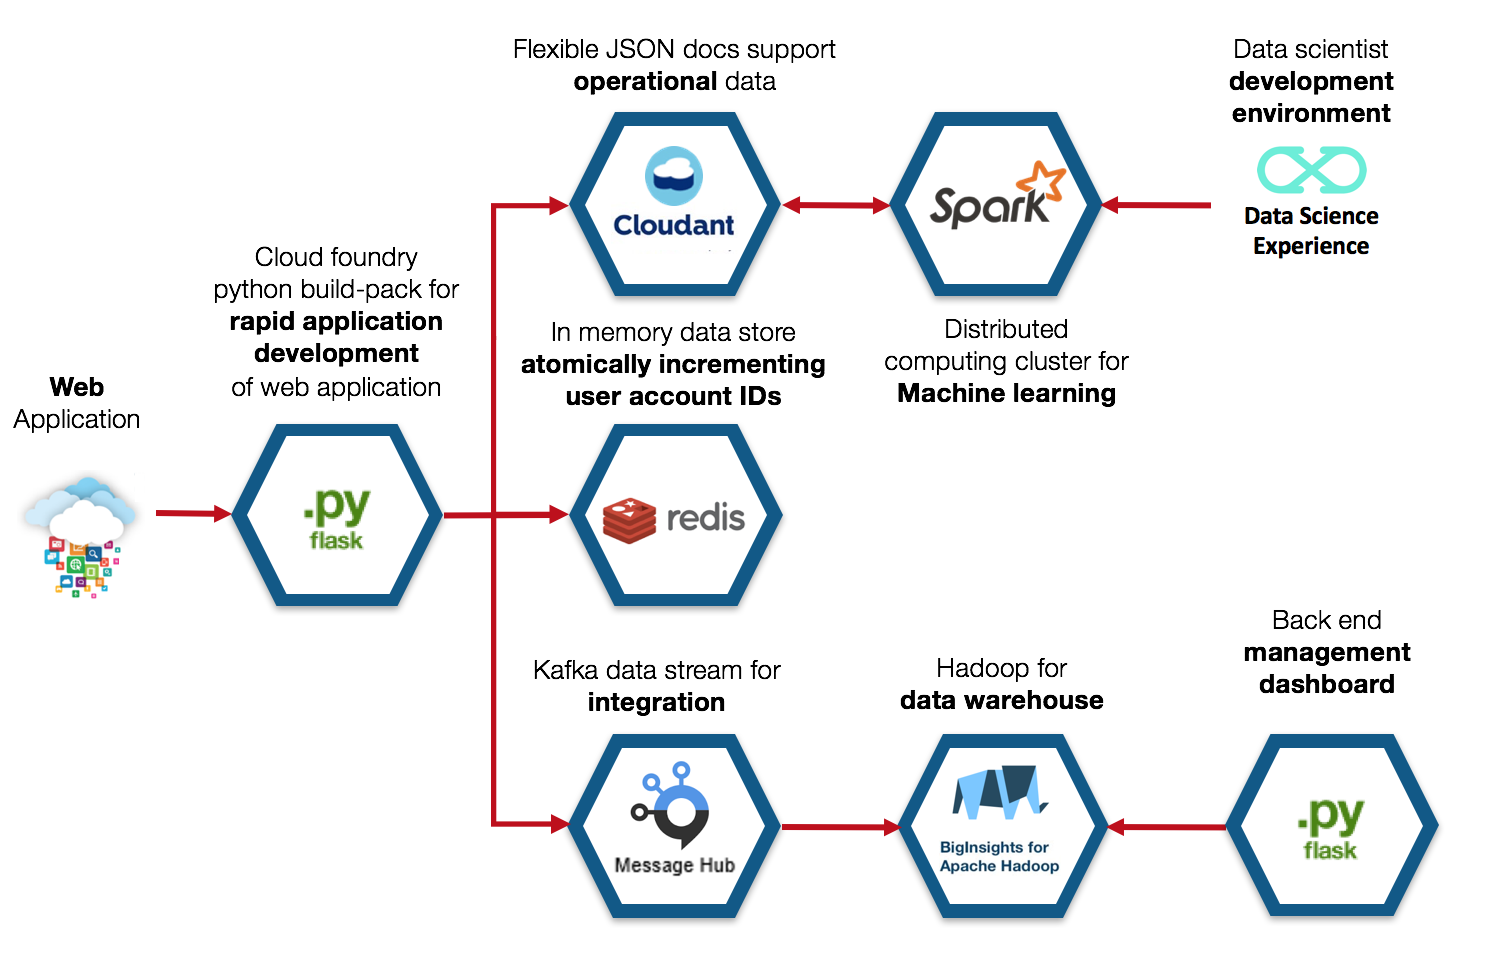 Flexible JSON docs support
operational data
Cloudant
Spark
Data scientist
development
environment
Data Science
Experience
Distributed
computing cluster for
Machine learning
Cloud foundry
python build-pack for
rapid application
development
of web application
Web
Application
.py
flask
In memory data store
atomically incrementing
user account IDs
redis
Kafka data stream for
integration
Message Hub
Hadoop for
data warehouse
BigInsights for
Apache Hadoop
Back end
management
dashboard
.py
flask